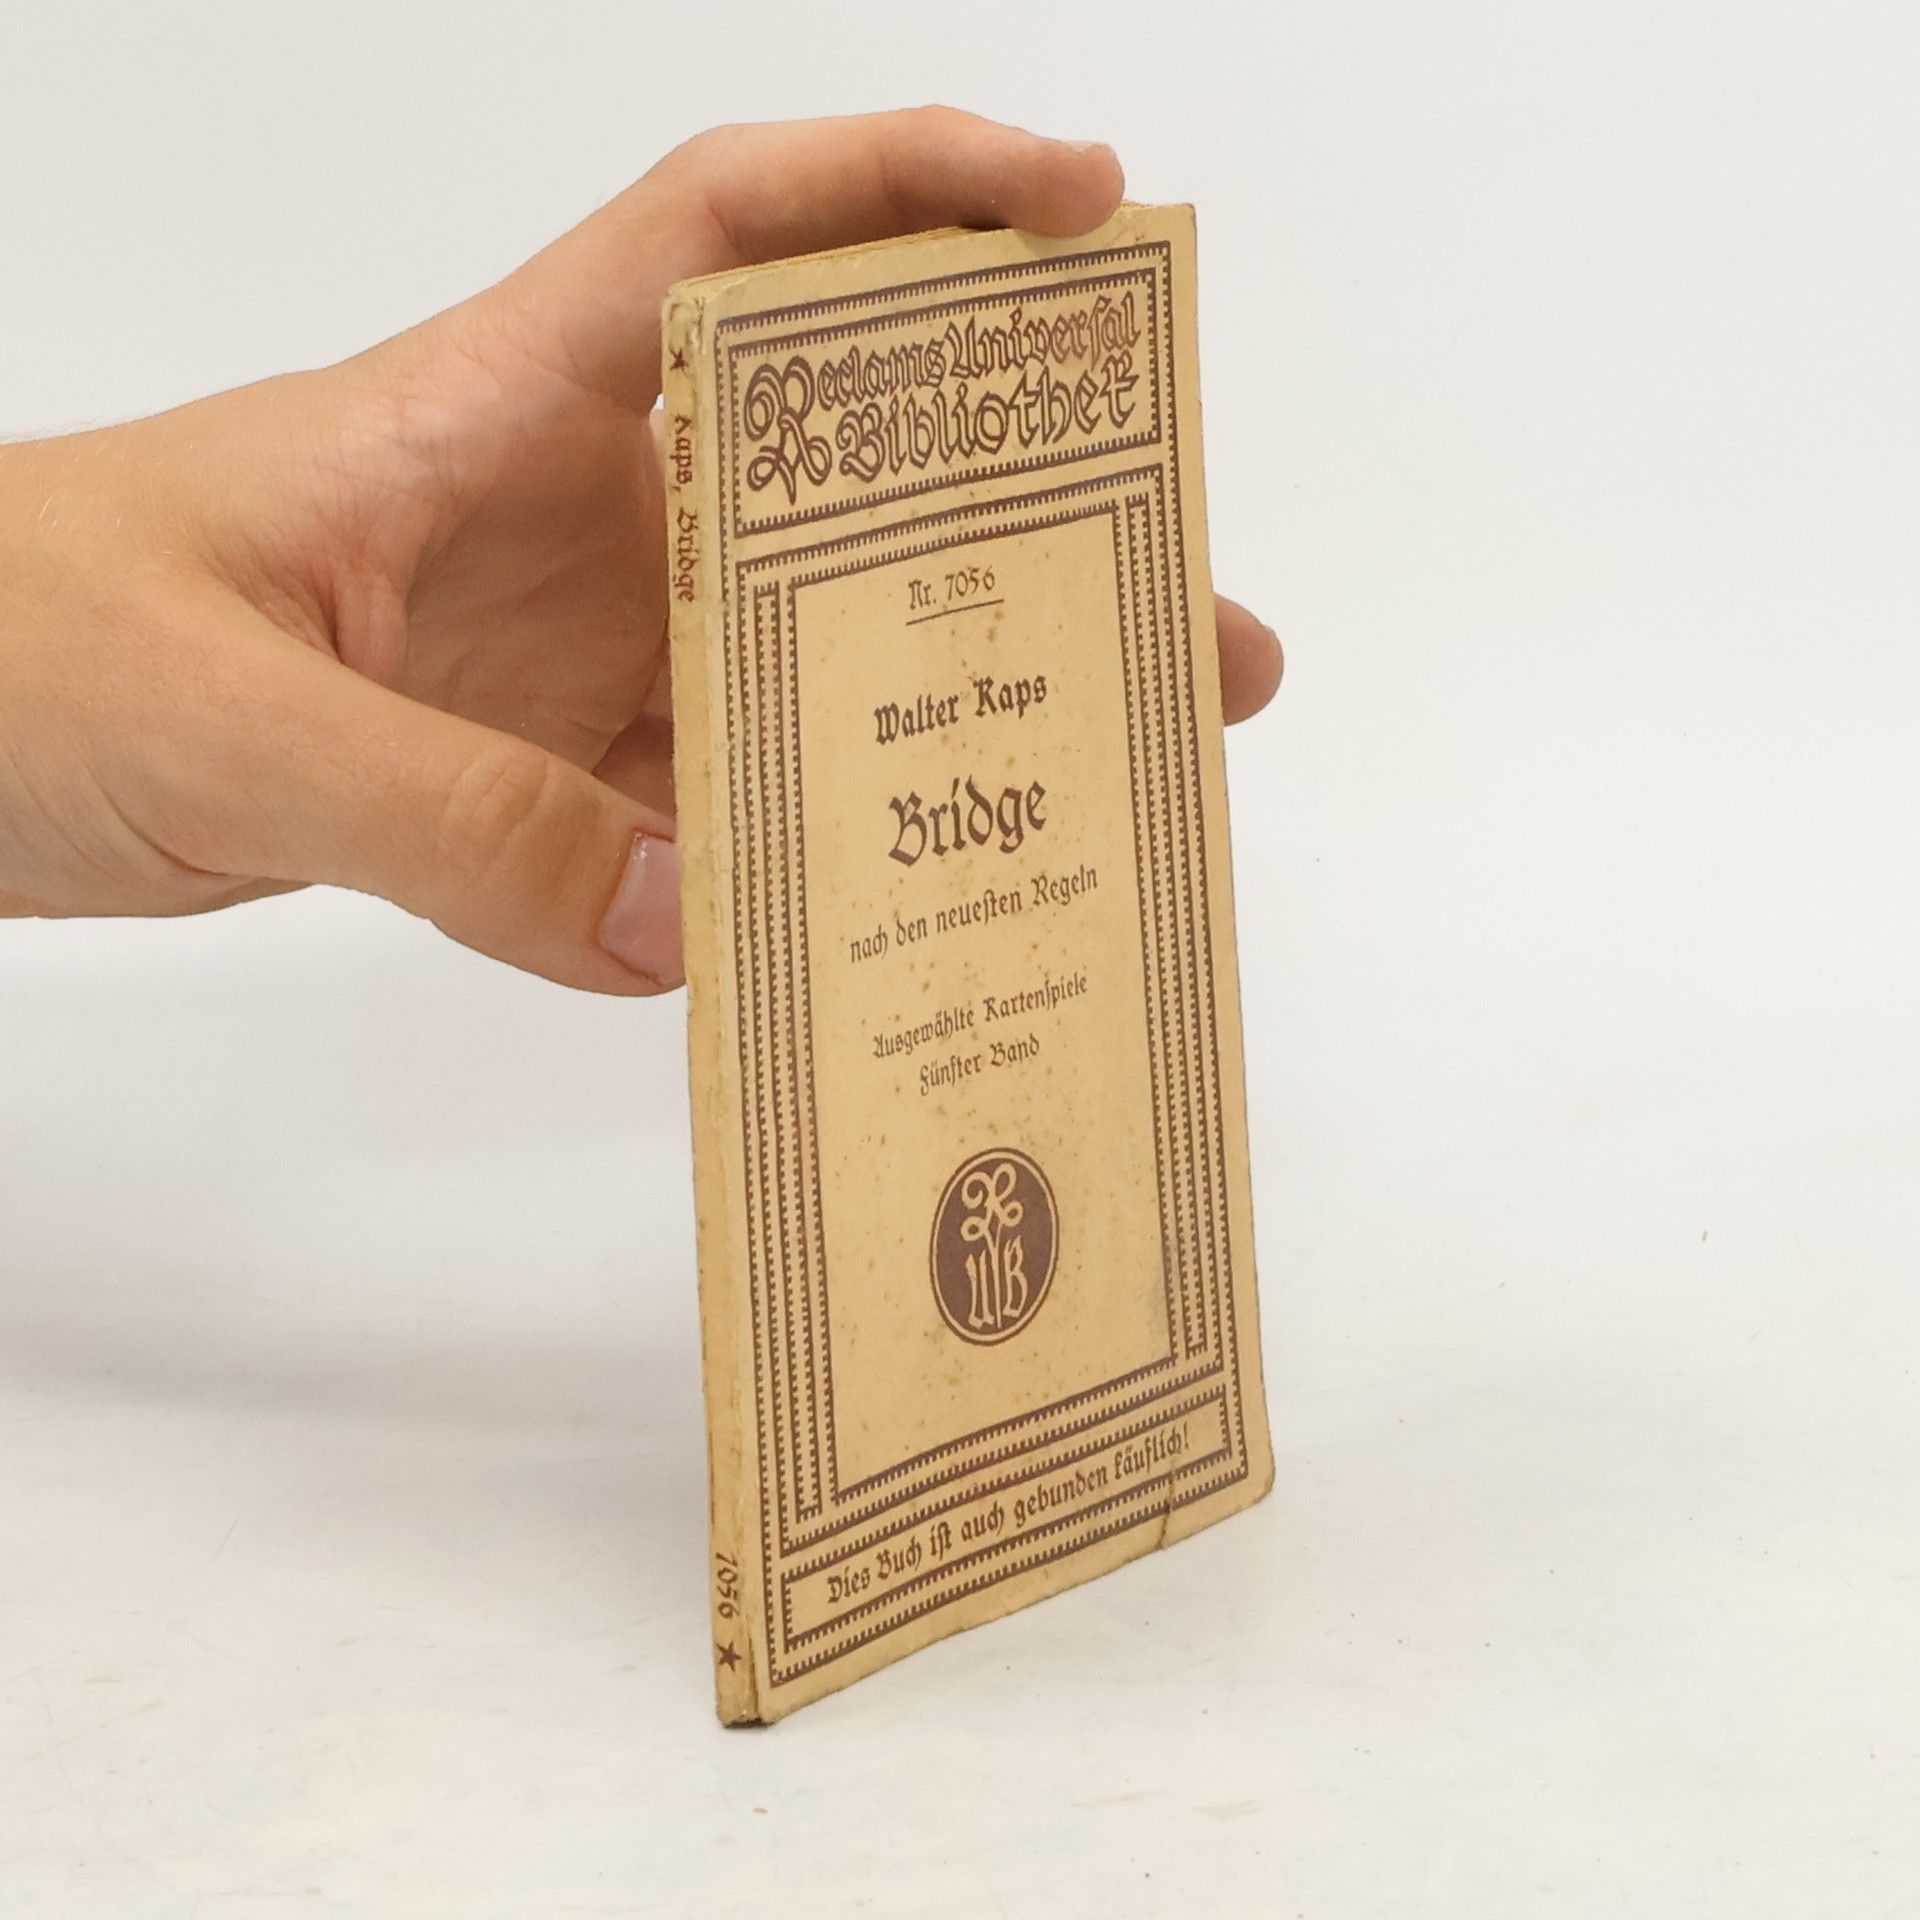 Reclams Universal
Bibliothek
Nr. 7056
Walter Kaps
Bridge
nach den neueſten Regeln
Ausgewählte Kartenſpiele
Fünfter Band
RUB
Dies Buch iſt auch gebunden käuflich!
★ Kaps, Bridge
7056 ★